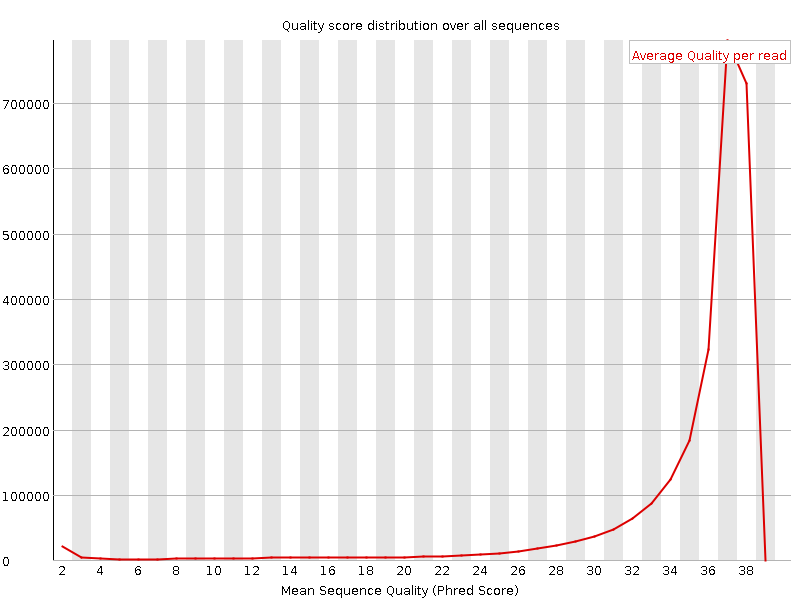 Quality score distribution over all sequences
Average Quality per read
700000
600000
500000
400000
300000
200000
100000
0
2 4 6 8 10 12 14 16 18 20 22 24 26 28 30 32 34 36 38
Mean Sequence Quality (Phred Score)